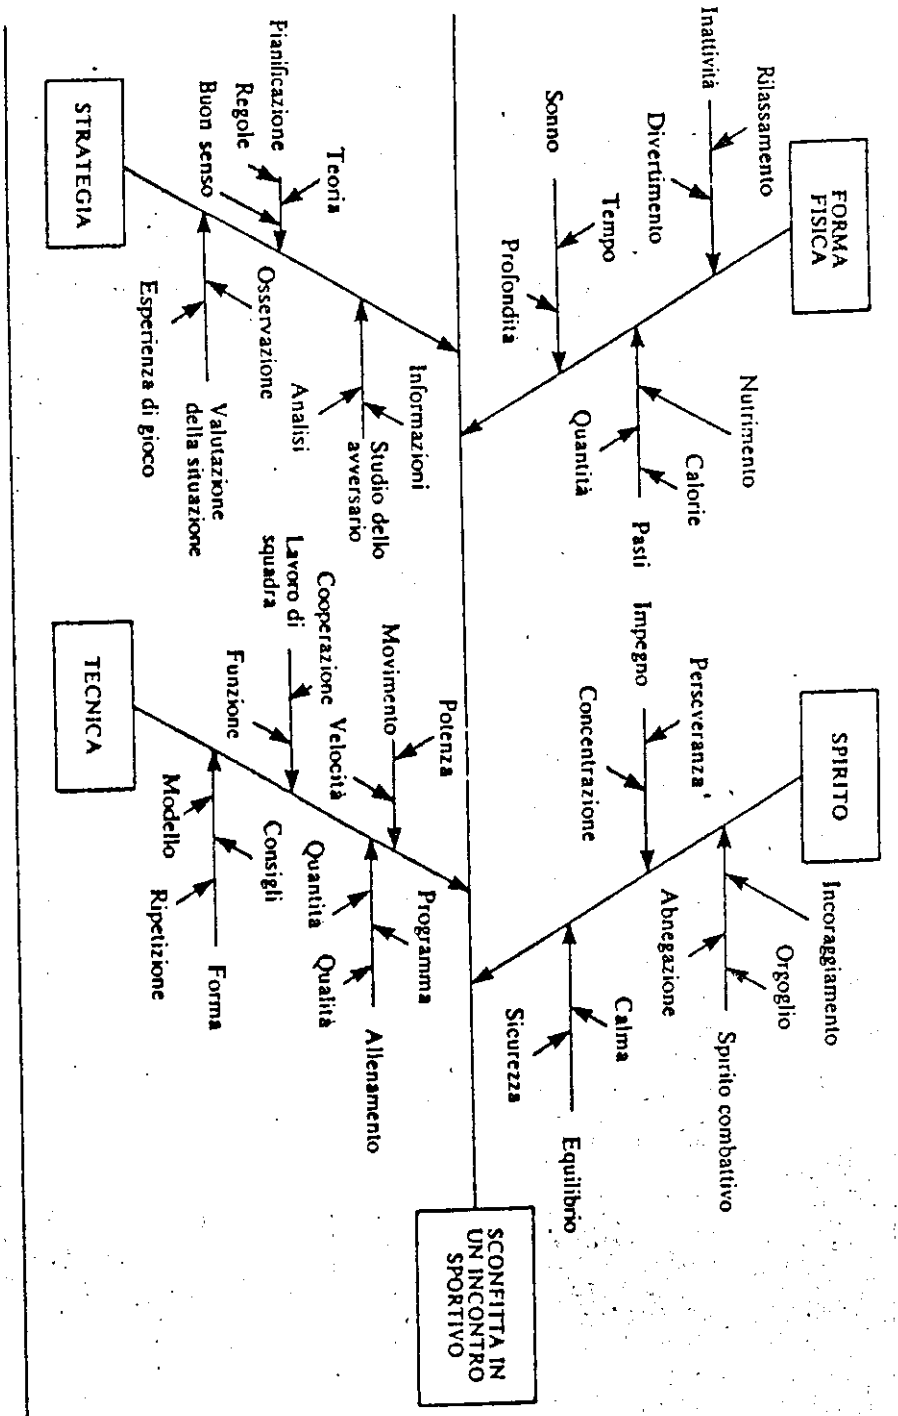 FORMA
FISICA
Rilassamento
Inattività
Divertimento
Tempo
Sonno
Profondità
Nutrimento
Calorie
Quantità
Pasti
SPIRITO
Perseveranza
Impegno
Concentrazione
Incoraggiamento
Orgoglio
Spirito combattivo
Abnegazione
Calma
Sicurezza
Equilibrio
SCONFITTA IN
UN INCONTRO
SPORTIVO
Informazioni
Studio dello
avversario
Analisi
Teoria
Pianificazione
Regole
Buon senso
Osservazione
Valutazione
della situazione
Esperienza di gioco
STRATEGIA
Potenza
Movimento
Velocità
Cooperazione
Lavoro di
squadra
Funzione
Programma
Allenamento
Quantità
Qualità
Consigli
Forma
Modello
Ripetizione
TECNICA